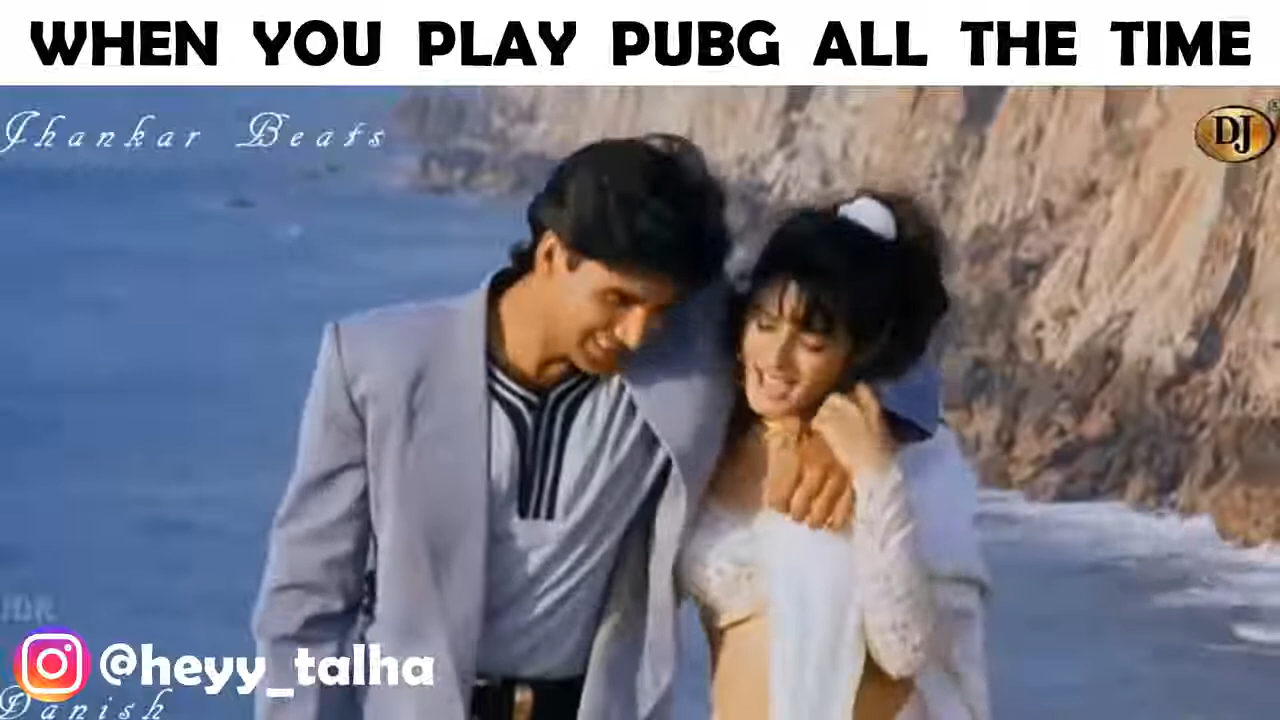 WHEN YOU PLAY PUBG ALL THE TIME
Jhankar Beats
DJ
@heyy_talha
Danish